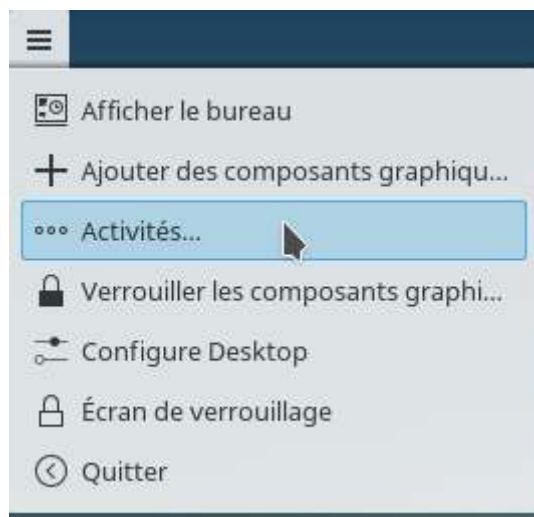 Afficher le bureau
Ajouter des composants graphiqu...
Activités...
Verrouiller les composants graphi...
Configure Desktop
Écran de verrouillage
Quitter